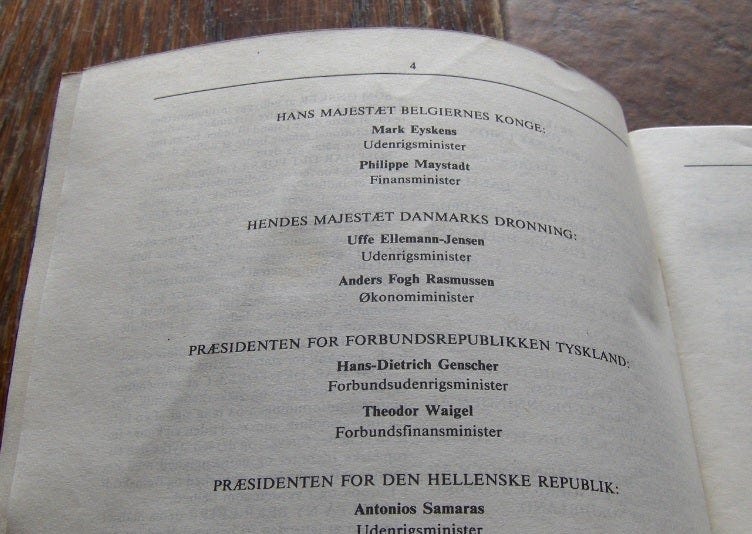 4
HANS MAJESTÆT BELGIERNES KONGE:
Mark Eyskens
Udenrigsminister
Philippe Maystadt
Finansminister
HENDES MAJESTÆT DANMARKS DRONNING:
Uffe Ellemann-Jensen
Udenrigsminister
Anders Fogh Rasmussen
Økonomiminister
PRÆSIDENTEN FOR FORBUNDSREPUBLIKKEN TYSKLAND:
Hans-Dietrich Genscher
Forbundsudenrigsminister
Theodor Waigel
Forbundsfinansminister
PRÆSIDENTEN FOR DEN HELLENSKE REPUBLIK:
Antonios Samaras
Udenrigsminister